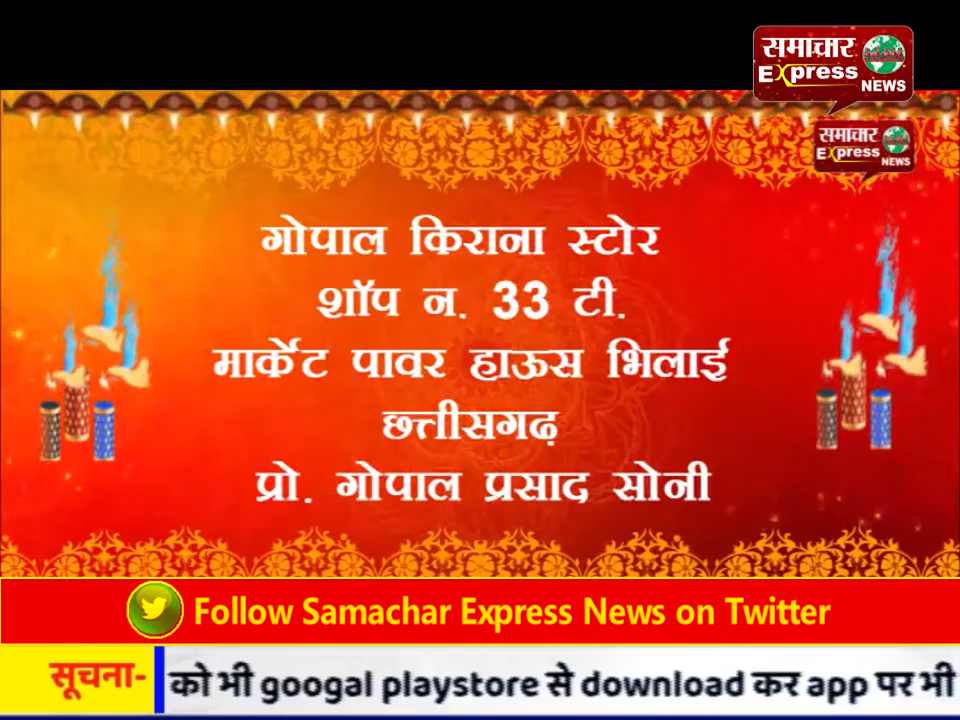 समाचार
Express
NEWS
समाचार
Express
NEWS
गोपाल किराना स्टोर
शॉप न. 33 टी.
मार्केट पावर हाऊस भिलाई
छत्तीसगढ़
प्रो. गोपाल प्रसाद सोनी
Follow Samachar Express News on Twitter
सूचना- को भी googal playstore से download कर app पर भी